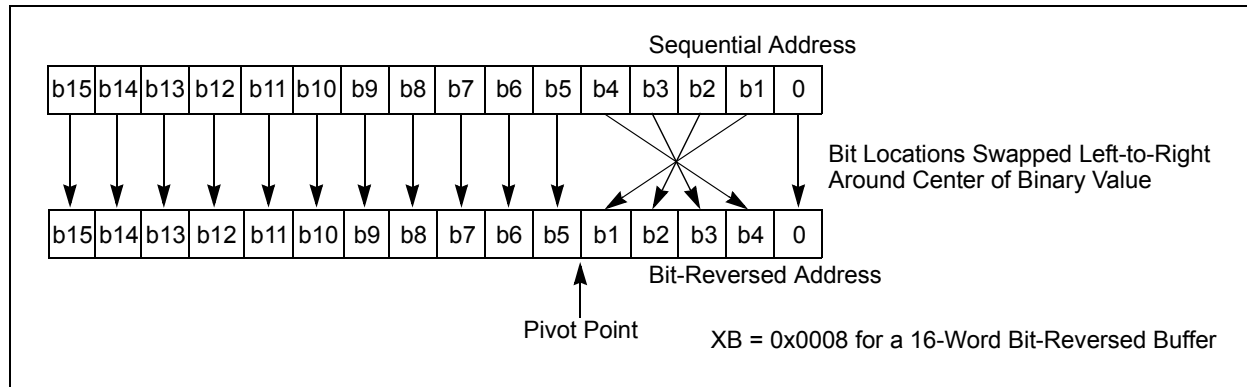 Sequential Address
b15 b14 b13 b12 b11 b10 b9 b8 b7 b6 b5 b4 b3 b2 b1 0
Bit Locations Swapped Left-to-Right
Around Center of Binary Value
b15 b14 b13 b12 b11 b10 b9 b8 b7 b6 b5 b1 b2 b3 b4 0
Bit-Reversed Address
Pivot Point
XB = 0x0008 for a 16-Word Bit-Reversed Buffer